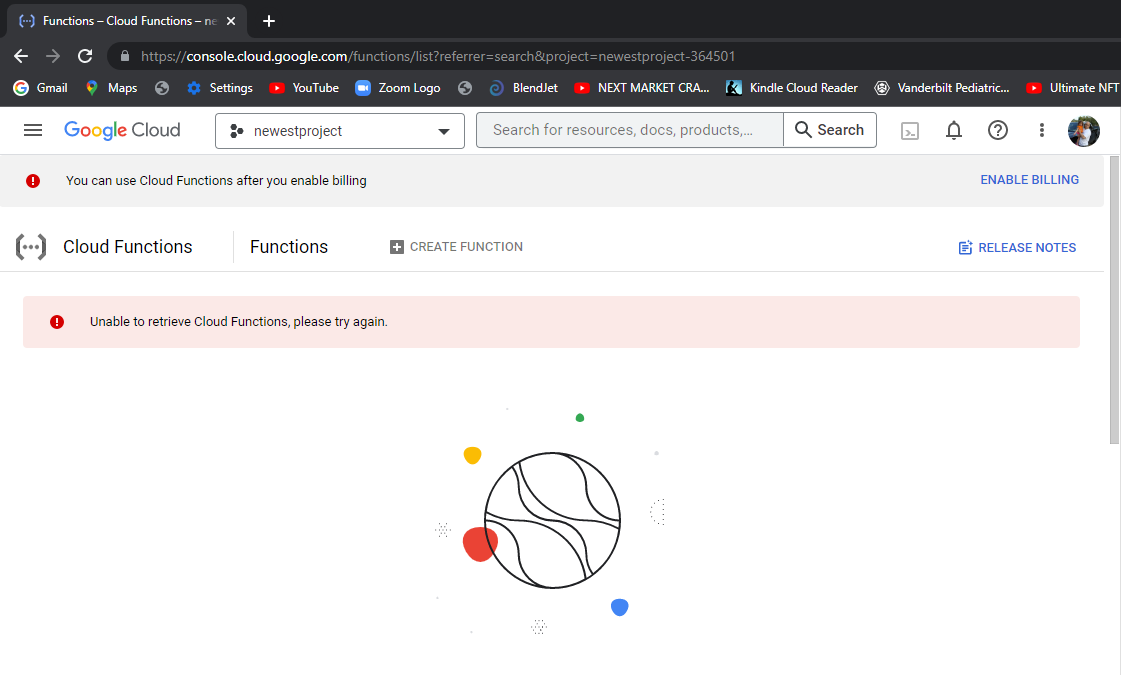 Functions – Cloud Functions – ne
https://console.cloud.google.com/functions/list?referrer=search&project=newestproject-364501
Gmail Maps Settings YouTube Zoom Logo BlendJet NEXT MARKET CRA... Kindle Cloud Reader Vanderbilt Pediatric... Ultimate NFT
Google Cloud newestproject Search for resources, docs, products,... Search
You can use Cloud Functions after you enable billing ENABLE BILLING
Cloud Functions Functions CREATE FUNCTION RELEASE NOTES
Unable to retrieve Cloud Functions, please try again.